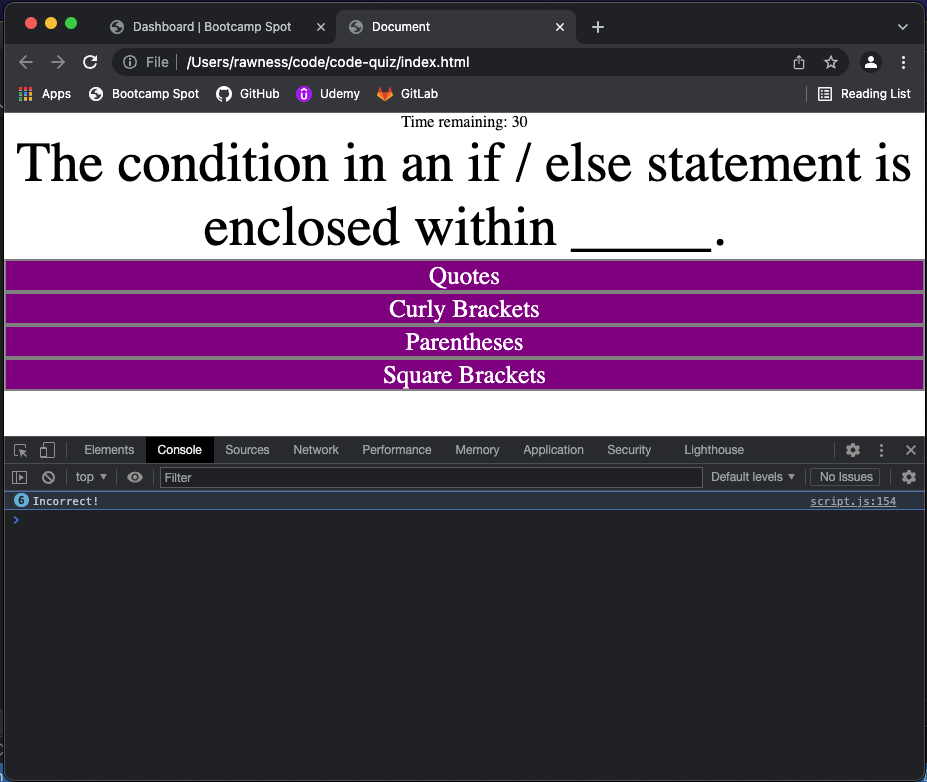 Dashboard | Bootcamp Spot
Document
File
/Users/rawness/code/code-quiz/index.html
Apps
Bootcamp Spot
GitHub
Udemy
GitLab
Reading List
Time remaining: 30
The condition in an if / else statement is
enclosed within _____.
Quotes
Curly Brackets
Parentheses
Square Brackets
Elements
Console
Sources
Network
Performance
Memory
Application
Security
Lighthouse
top
Filter
Default levels
No Issues
6 Incorrect!
script.js:154